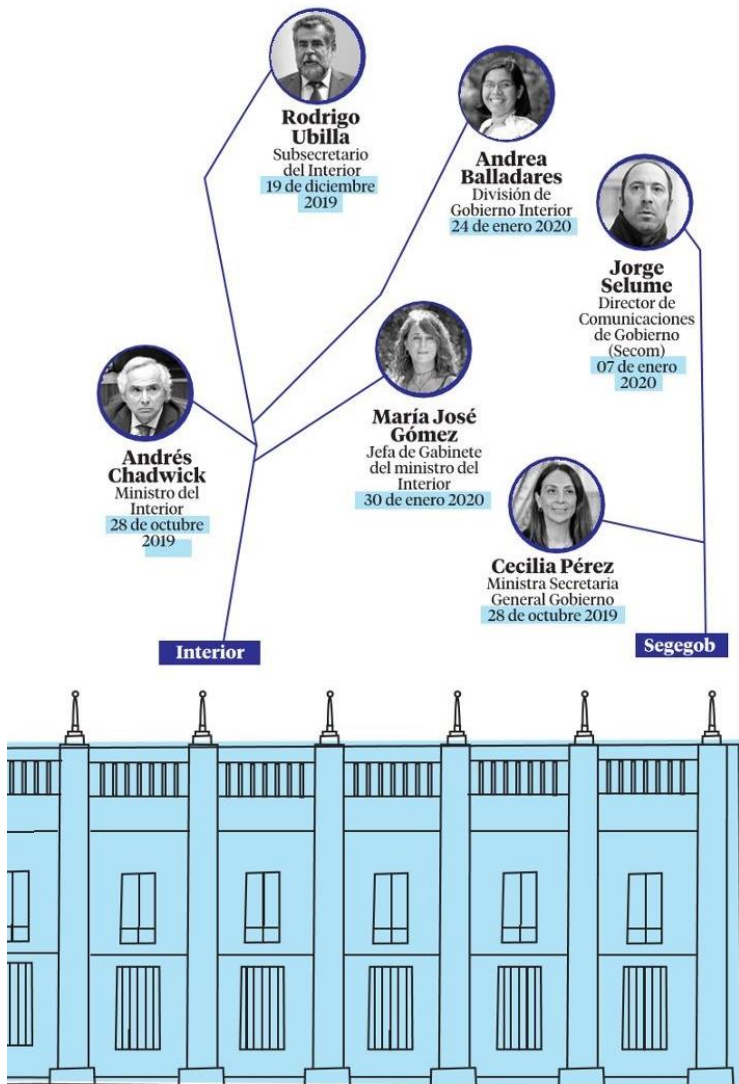 Rodrigo
Ubilla
Subsecretario
del Interior
19 de diciembre
2019
Andrea
Balladares
División de
Gobierno Interior
24 de enero 2020
Jorge
Selume
Director de
Comunicaciones
de Gobierno
(Secom)
07 de enero
2020
María José
Gómez
Jefa de Gabinete
del ministro del
Interior
30 de enero 2020
Andrés
Chadwick
Ministro del
Interior
28 de octubre
2019
Cecilia Pérez
Ministra Secretaria
General Gobierno
28 de octubre 2019
Interior
Segegob